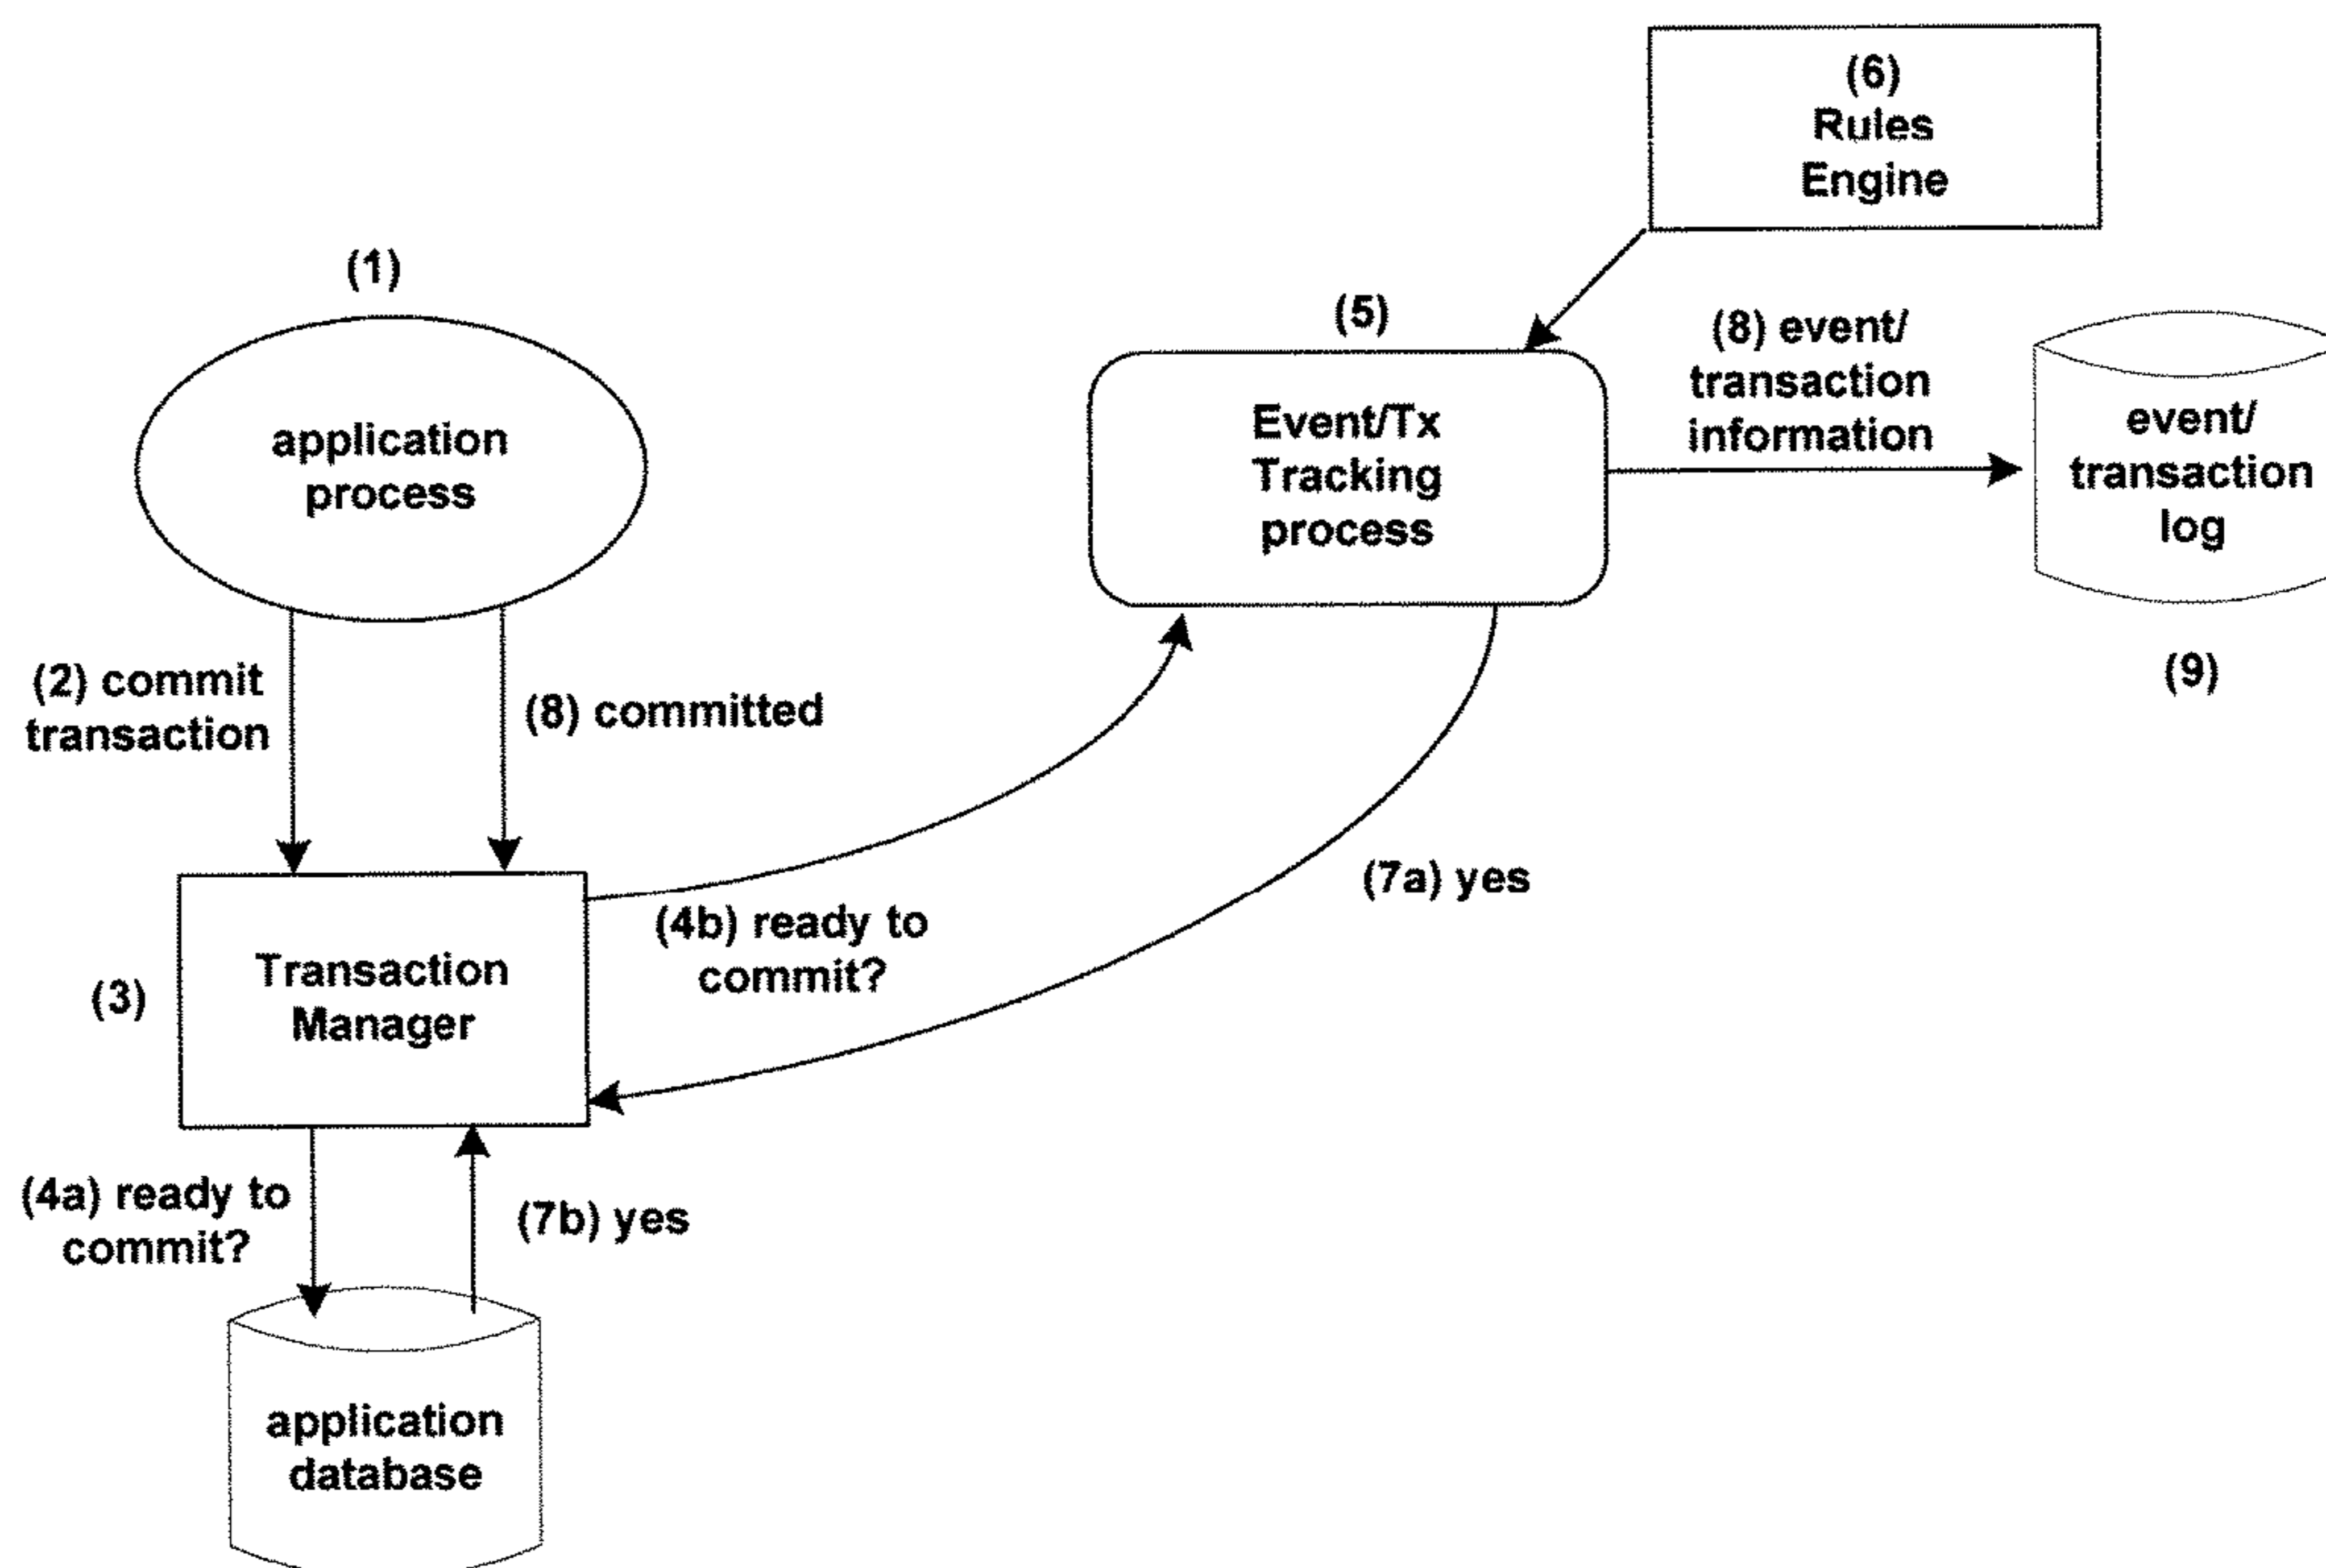 (6)
Rules
Engine
(1)
(5)
(8) event/
transaction
information
application
process
Event/Tx
Tracking
process
event/
transaction
log
(9)
(2) commit
transaction
(8) committed
(7a) yes
(4b) ready to
commit?
(3)
Transaction
Manager
(4a) ready to
commit?
(7b) yes
application
database